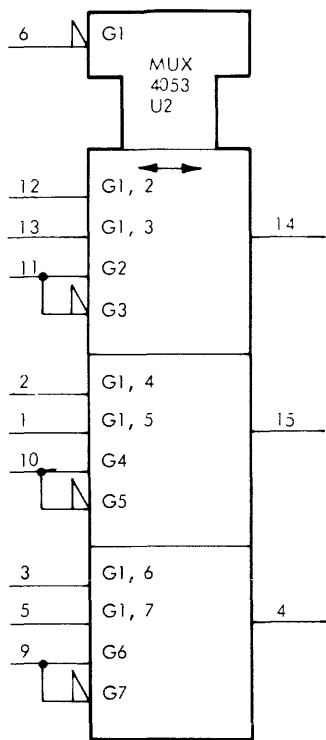 6 G1
MUX
4053
U2
12 G1, 2
13 G1, 3 14
11 G2
G3
2 G1, 4
1 G1, 5 15
10 G4
G5
3 G1, 6
5 G1, 7 4
9 G6
G7